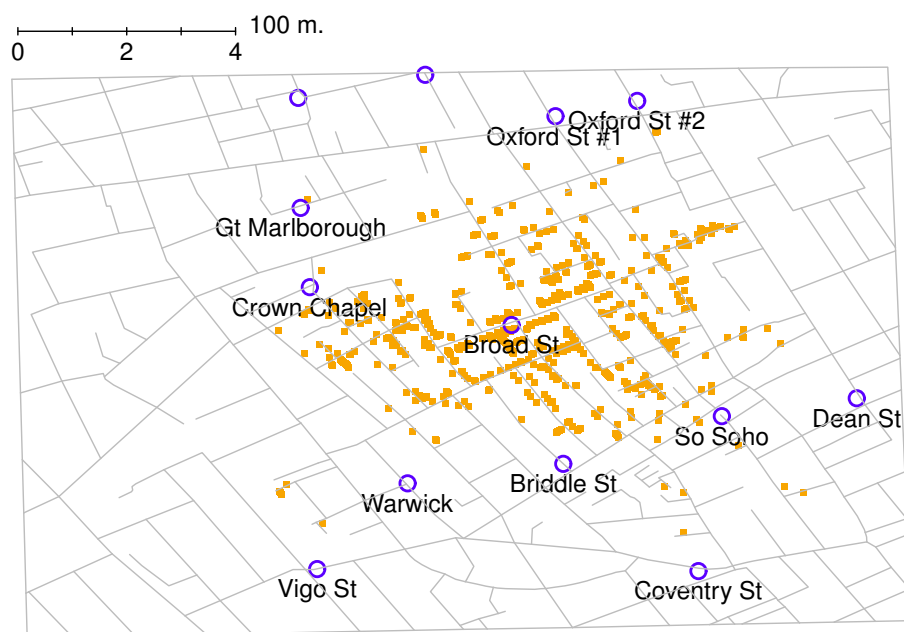 100 m.
0 2 4
Oxford St #2
Oxford St #1
Gt Marlborough
Crown Chapel
Broad St
Dean St
So Soho
Briddle St
Warwick
Vigo St
Coventry St